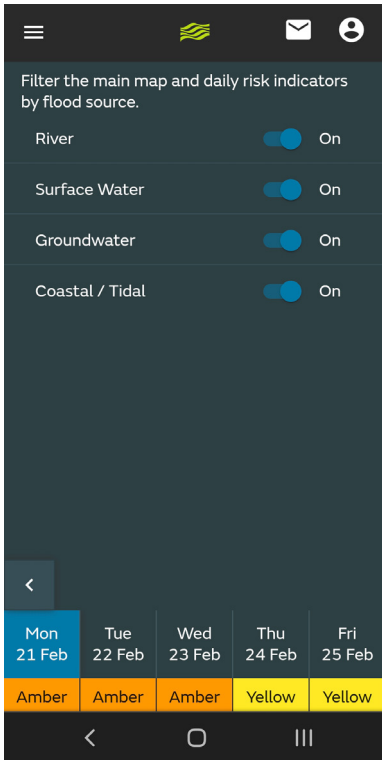 Filter the main map and daily risk indicators
by flood source.
River On
Surface Water On
Groundwater On
Coastal / Tidal On
Mon Tue Wed Thu Fri
21 Feb 22 Feb 23 Feb 24 Feb 25 Feb
Amber Amber Amber Yellow Yellow